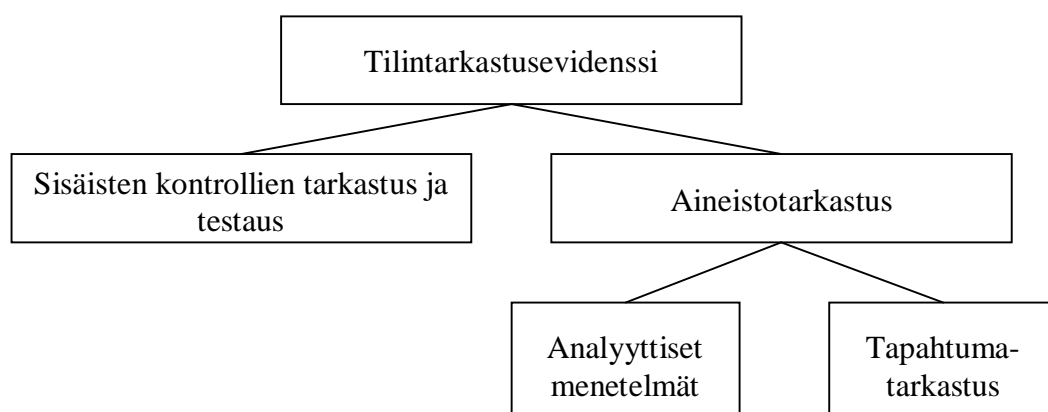 Tilintarkastusevidenssi
Sisäisten kontrollien tarkastus ja
testaus
Aineistotarkastus
Analyyttiset
menetelmät
Tapahtuma-
tarkastus